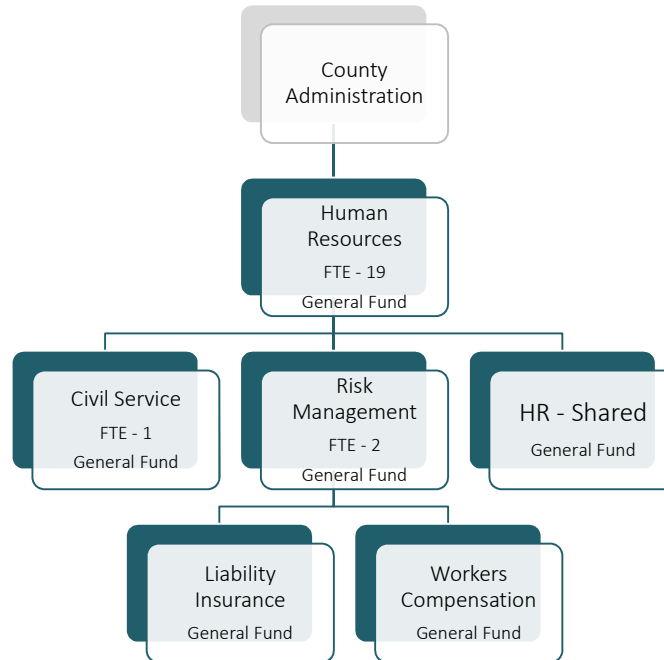 County
Administration
Human
Resources
FTE - 19
General Fund
Civil Service
FTE - 1
General Fund
Risk
Management
FTE - 2
General Fund
HR - Shared
General Fund
Liability
Insurance
General Fund
Workers
Compensation
General Fund